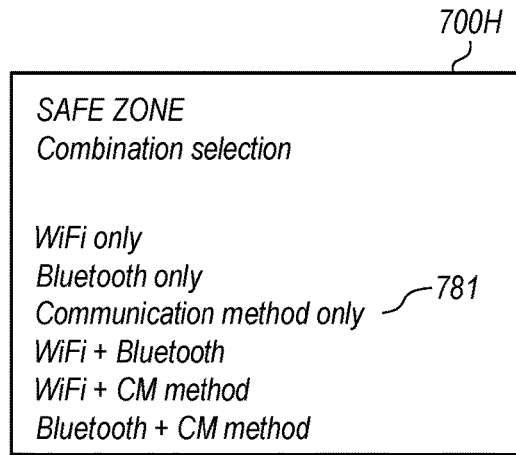 700H
SAFE ZONE
Combination selection
WiFi only
Bluetooth only
Communication method only
781
WiFi + Bluetooth
WiFi + CM method
Bluetooth + CM method